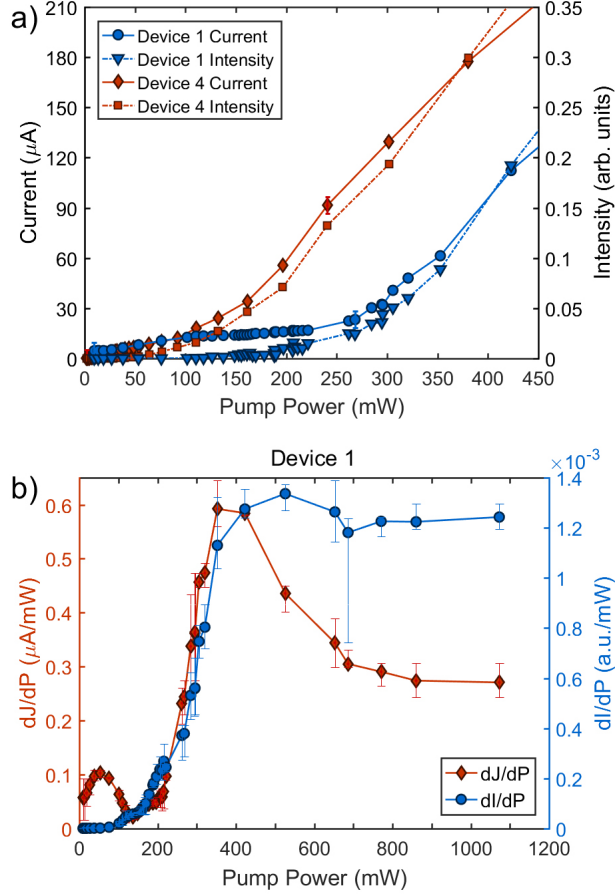 a)
Device 1 Current
Device 1 Intensity
Device 4 Current
Device 4 Intensity
Current (μA)
210
180
150
120
90
60
30
0
Intensity (arb. units)
0.35
0.3
0.25
0.2
0.15
0.1
0.05
0
0 50 100 150 200 250 300 350 400 450
Pump Power (mW)
b)
Device 1
×10⁻³
dJ/dP (μA/mW)
0.6
0.5
0.4
0.3
0.2
0.1
0
dI/dP (a.u./mW)
1.4
1.2
1
0.8
0.6
0.4
0.2
0
dJ/dP
dI/dP
0 200 400 600 800 1000 1200
Pump Power (mW)